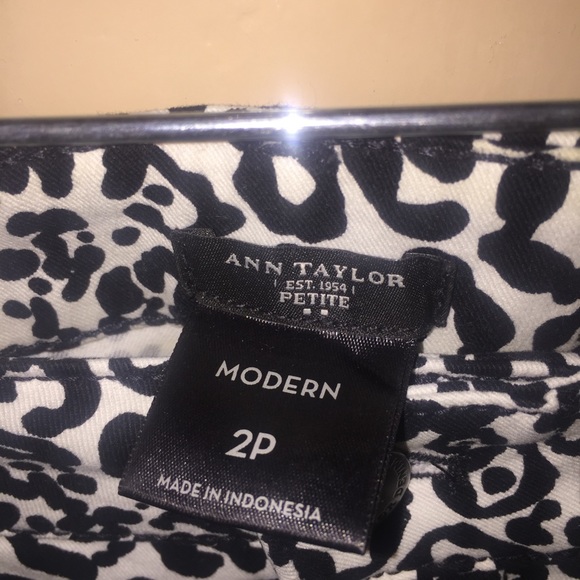 ANN TAYLOR
EST. 1954
PETITE
MODERN
2P
MADE IN INDONESIA